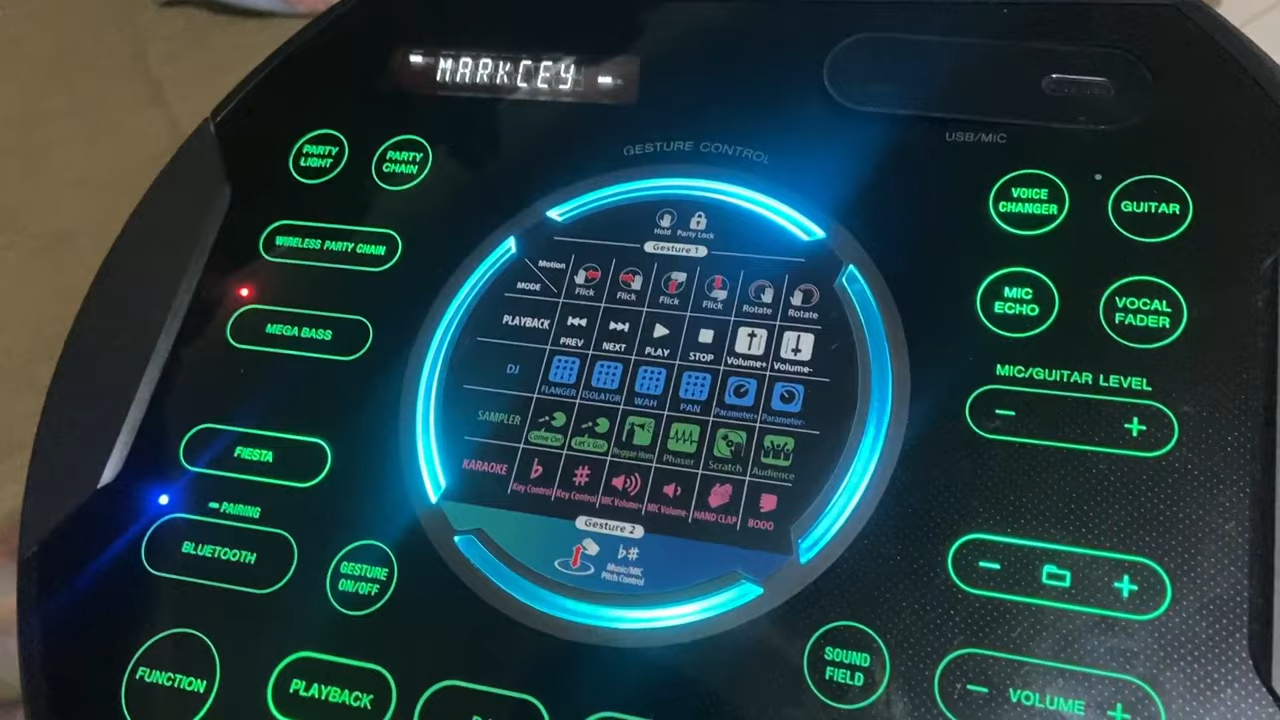 MARKCEY
USB/MIC
GESTURE CONTROL
PARTY LIGHT
PARTY CHAIN
VOICE CHANGER
GUITAR
WIRELESS PARTY CHAIN
Hold Party Lock
Gesture 1
Motion
MODE
Flick Flick Flick Flick Rotate Rotate
PLAYBACK PREV NEXT PLAY STOP Volume+ Volume-
MIC ECHO
VOCAL FADER
MEGA BASS
DJ FLANGER ISOLATOR WAH PAN Parameter+ Parameter-
MIC/GUITAR LEVEL
- +
SAMPLER Come On! Let's Go! Reggae Horn Phaser Scratch Audience
KARAOKE ♭ Key Control # Key Control MIC Volume+ MIC Volume- HAND CLAP BOOO
FIESTA
PAIRING
BLUETOOTH
GESTURE ON/OFF
Gesture 2
♭#
Music/MIC
Pitch Control
- +
SOUND FIELD
FUNCTION
PLAYBACK
- VOLUME +